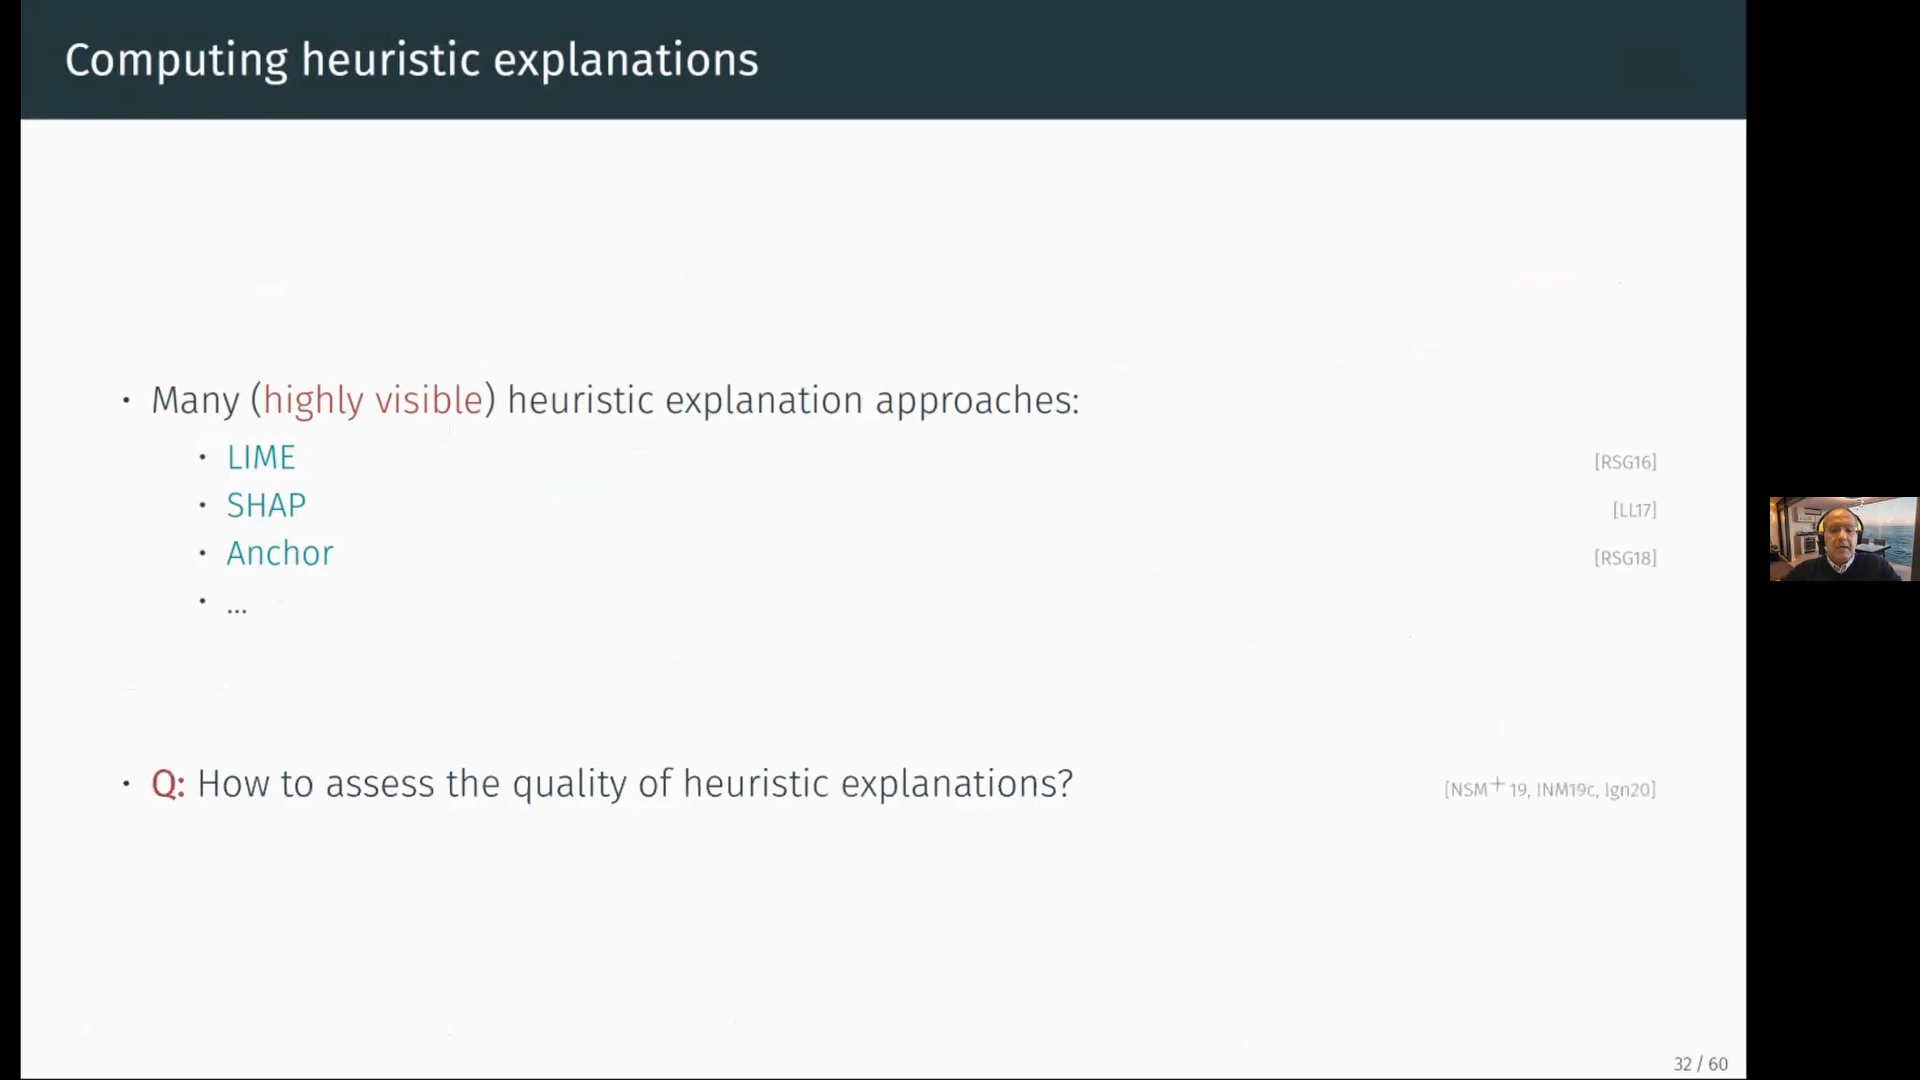 Computing heuristic explanations
• Many (highly visible) heuristic explanation approaches:
• LIME [RSG16]
• SHAP [LL17]
• Anchor [RSG18]
• ...
• Q: How to assess the quality of heuristic explanations? [NSM+19, INM19c, Ign20]
32 / 60